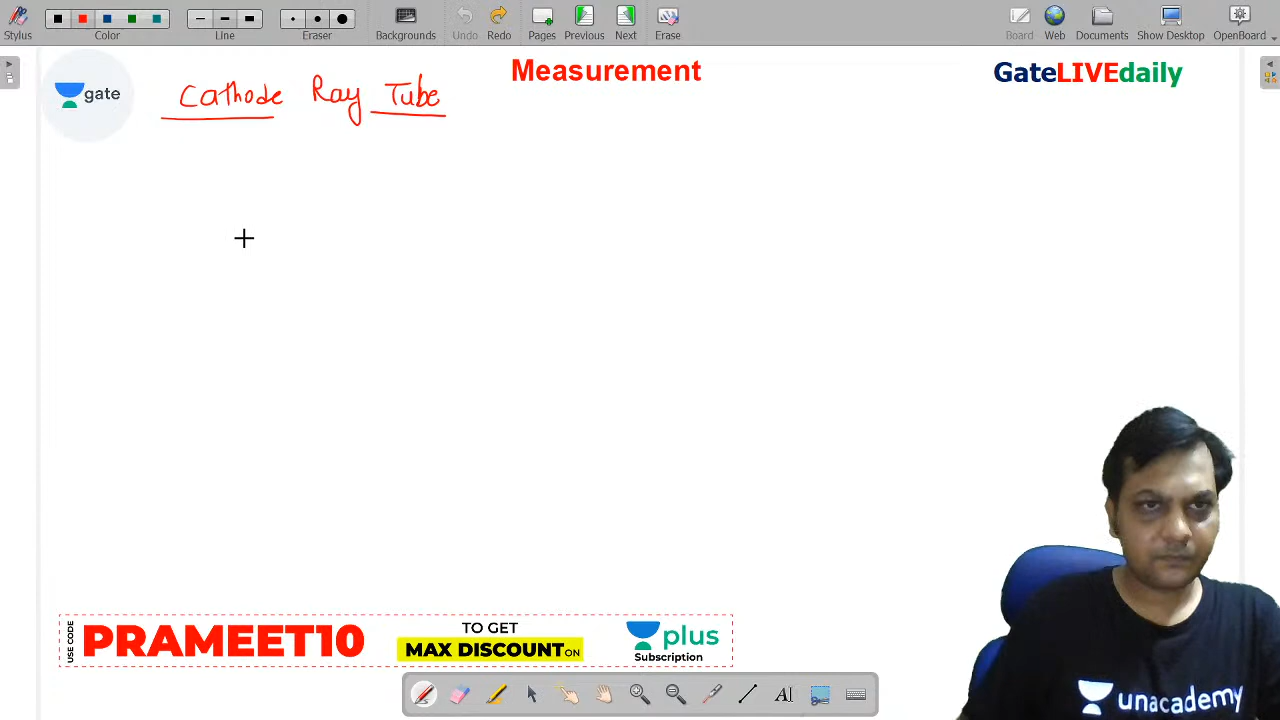 Stylus
Color
Line
Eraser
Backgrounds
Undo
Redo
Pages
Previous
Next
Erase
Board
Web
Documents
Show Desktop
OpenBoard
gate
Cathode Ray Tube
Measurement
GateLIVEdaily
USE CODE
PRAMEET10
TO GET
MAX DISCOUNT ON
plus
Subscription
unacademy